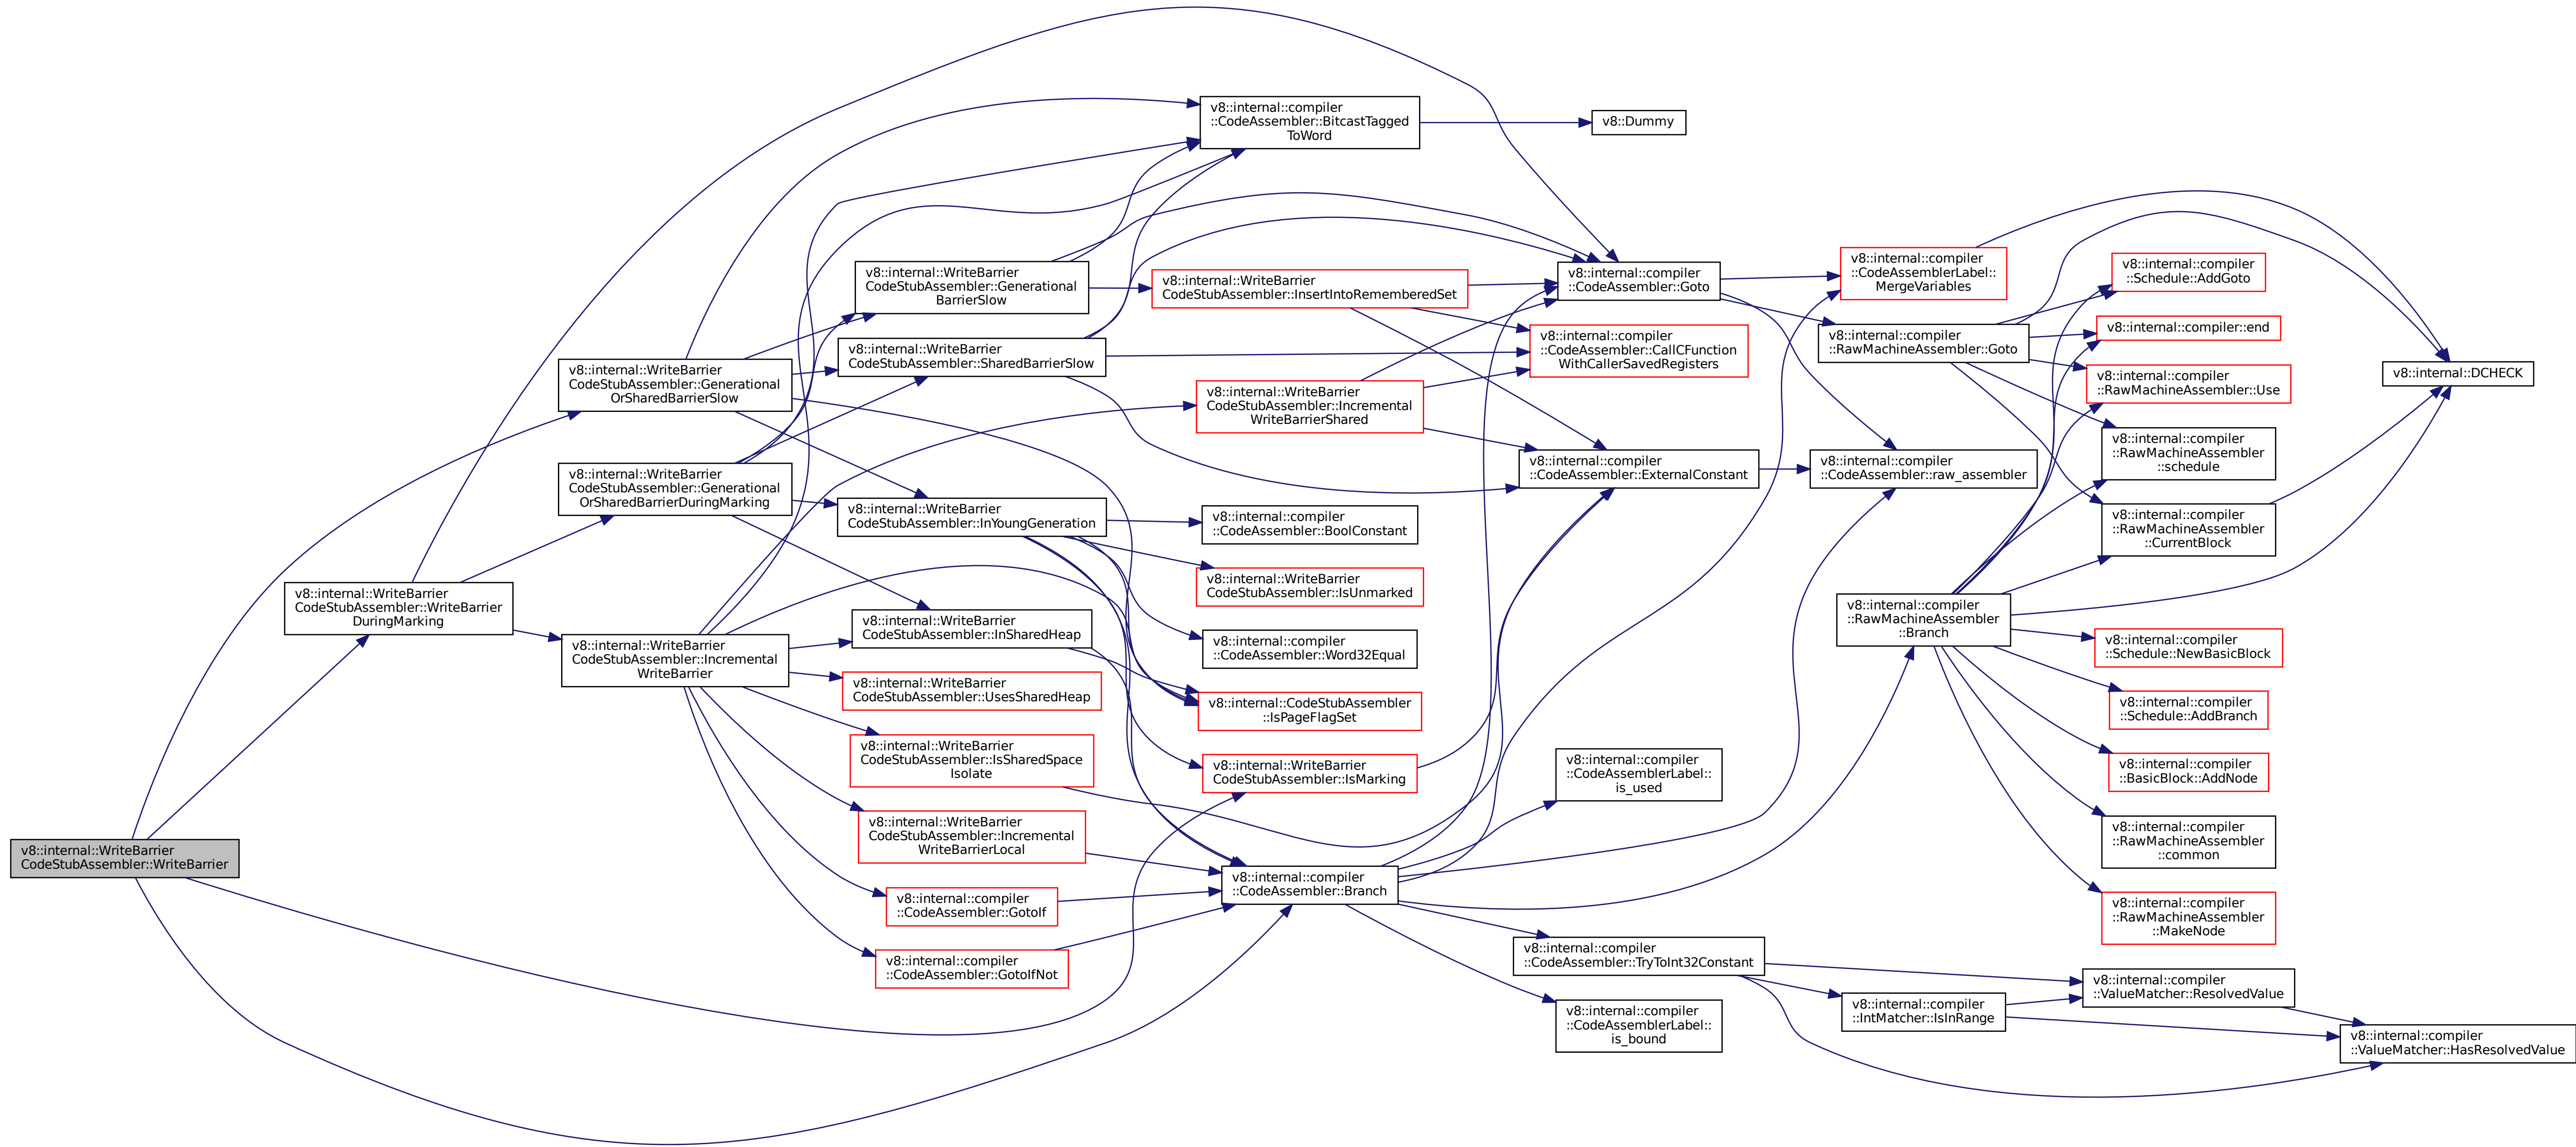 v8::internal::WriteBarrier
CodeStubAssembler::WriteBarrier
v8::internal::WriteBarrier
CodeStubAssembler::WriteBarrier
DuringMarking
v8::internal::WriteBarrier
CodeStubAssembler::Generational
OrSharedBarrierSlow
v8::internal::WriteBarrier
CodeStubAssembler::Generational
OrSharedBarrierDuringMarking
v8::internal::WriteBarrier
CodeStubAssembler::Incremental
WriteBarrier
v8::internal::WriteBarrier
CodeStubAssembler::Generational
BarrierSlow
v8::internal::WriteBarrier
CodeStubAssembler::SharedBarrierSlow
v8::internal::WriteBarrier
CodeStubAssembler::InYoungGeneration
v8::internal::WriteBarrier
CodeStubAssembler::InSharedHeap
v8::internal::WriteBarrier
CodeStubAssembler::UsesSharedHeap
v8::internal::WriteBarrier
CodeStubAssembler::IsSharedSpace
Isolate
v8::internal::WriteBarrier
CodeStubAssembler::Incremental
WriteBarrierLocal
v8::internal::compiler
::CodeAssembler::GotoIf
v8::internal::compiler
::CodeAssembler::GotoIfNot
v8::internal::compiler
::CodeAssembler::BitcastTagged
ToWord
v8::internal::WriteBarrier
CodeStubAssembler::InsertIntoRememberedSet
v8::internal::WriteBarrier
CodeStubAssembler::Incremental
WriteBarrierShared
v8::internal::compiler
::CodeAssembler::BoolConstant
v8::internal::WriteBarrier
CodeStubAssembler::IsUnmarked
v8::internal::compiler
::CodeAssembler::Word32Equal
v8::internal::CodeStubAssembler
::IsPageFlagSet
v8::internal::WriteBarrier
CodeStubAssembler::IsMarking
v8::internal::compiler
::CodeAssembler::Branch
v8::Dummy
v8::internal::compiler
::CodeAssembler::Goto
v8::internal::compiler
::CodeAssembler::CallCFunction
WithCallerSavedRegisters
v8::internal::compiler
::CodeAssembler::ExternalConstant
v8::internal::compiler
::CodeAssemblerLabel::
is_used
v8::internal::compiler
::CodeAssembler::TryToInt32Constant
v8::internal::compiler
::CodeAssemblerLabel::
is_bound
v8::internal::compiler
::CodeAssemblerLabel::
MergeVariables
v8::internal::compiler
::RawMachineAssembler::Goto
v8::internal::compiler
::CodeAssembler::raw_assembler
v8::internal::compiler
::RawMachineAssembler
::Branch
v8::internal::compiler
::IntMatcher::IsInRange
v8::internal::compiler
::Schedule::AddGoto
v8::internal::compiler::end
v8::internal::compiler
::RawMachineAssembler::Use
v8::internal::compiler
::RawMachineAssembler
::schedule
v8::internal::compiler
::RawMachineAssembler
::CurrentBlock
v8::internal::compiler
::Schedule::NewBasicBlock
v8::internal::compiler
::Schedule::AddBranch
v8::internal::compiler
::BasicBlock::AddNode
v8::internal::compiler
::RawMachineAssembler
::common
v8::internal::compiler
::RawMachineAssembler
::MakeNode
v8::internal::compiler
::ValueMatcher::ResolvedValue
v8::internal::DCHECK
v8::internal::compiler
::ValueMatcher::HasResolvedValue